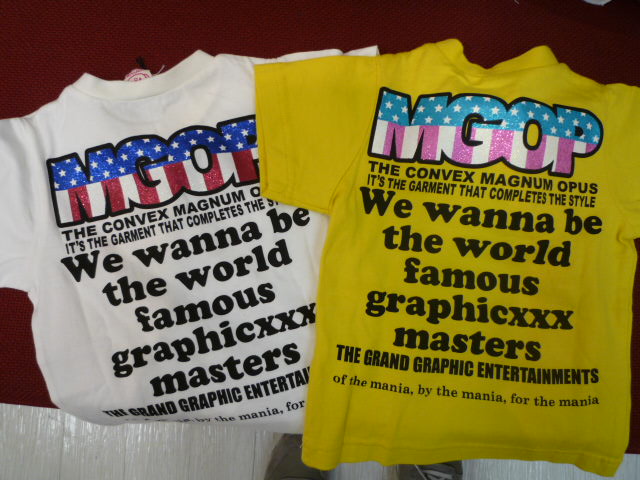 MGOP
THE CONVEX MAGNUM OPUS
IT'S THE GARMENT THAT COMPLETES THE STYLE
We wanna be
the world
famous
graphicxxx
masters
THE GRAND GRAPHIC ENTERTAIN
by the mania, for
MGOP
THE CONVEX MAGNUM OPUS
IT'S THE GARMENT THAT COMPLETES THE STYLE
We wanna be
the world
famous
graphicxxx
masters
THE GRAND GRAPHIC ENTERTAINMENTS
of the mania, by the mania, for the mania